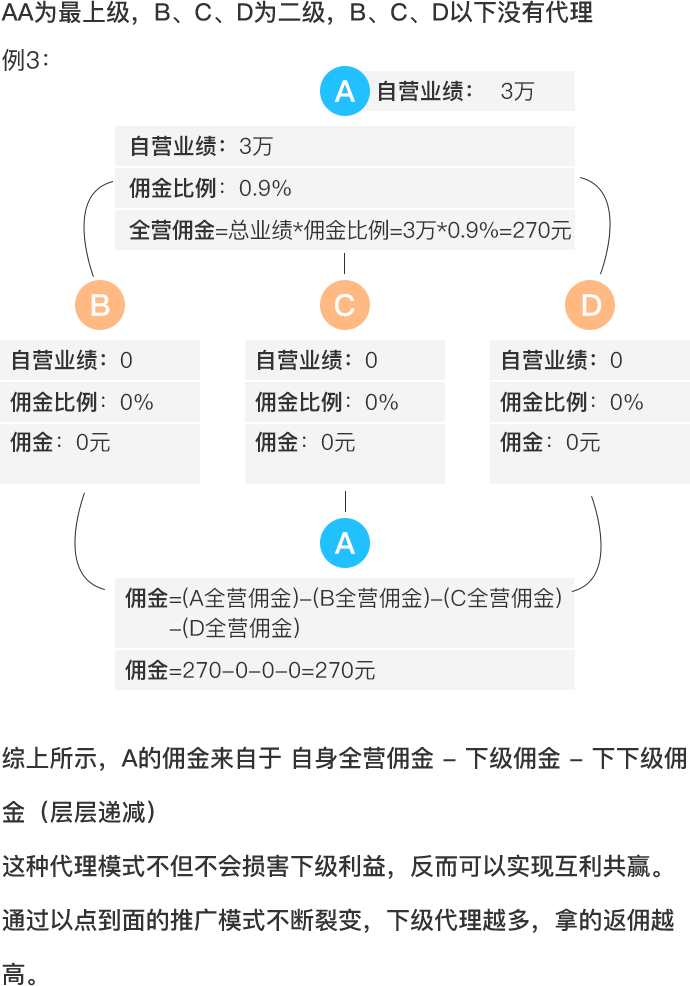 AA为最上级，B、C、D为二级，B、C、D以下没有代理
例3：
A 自营业绩： 3万
自营业绩：3万
佣金比例：0.9%
全营佣金=总业绩*佣金比例=3万*0.9%=270元
B C D
自营业绩：0 自营业绩：0 自营业绩：0
佣金比例：0% 佣金比例：0% 佣金比例：0%
佣金：0元 佣金：0元 佣金：0元
A
佣金=(A全营佣金)-(B全营佣金)-(C全营佣金)
-(D全营佣金)
佣金=270-0-0-0=270元
综上所示，A的佣金来自于 自身全营佣金 - 下级佣金 - 下下级佣
金（层层递减）
这种代理模式不但不会损害下级利益，反而可以实现互利共赢。
通过以点到面的推广模式不断裂变，下级代理越多，拿的返佣越
高。